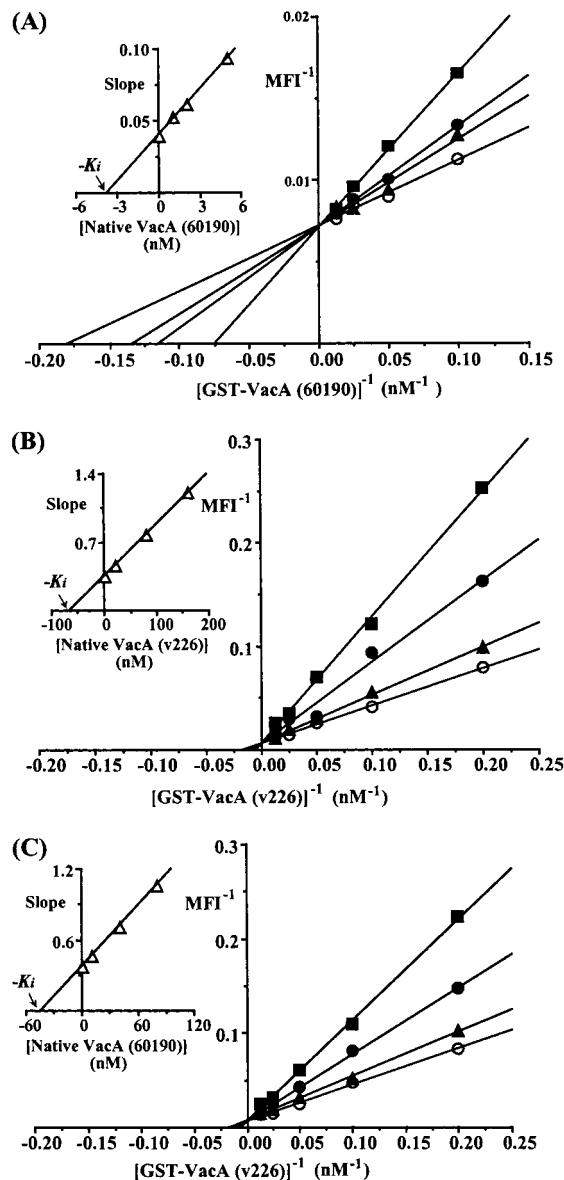 (A)
0.02
0.10
Slope
MFI-1
0.05
-Ki
0.01
-6 -3 0 3 6
[Native VacA (60190)]
(nM)
-0.20 -0.15 -0.10 -0.05 0.00 0.05 0.10 0.15
[GST-VacA (60190)]-1 (nM-1)
(B)
0.3
1.4
Slope
MFI-1
0.7
0.2
-Ki
-100 0 100 200
[Native VacA (v226)]
(nM)
0.1
-0.20 -0.15 -0.10 -0.05 0.00 0.05 0.10 0.15 0.20 0.25
[GST-VacA (v226)]-1 (nM-1)
(C)
0.3
1.2
Slope
MFI-1
0.6
0.2
-Ki
-60 0 60 120
[Native VacA (60190)]
(nM)
0.1
-0.20 -0.15 -0.10 -0.05 0.00 0.05 0.10 0.15 0.20 0.25
[GST-VacA (v226)]-1 (nM-1)